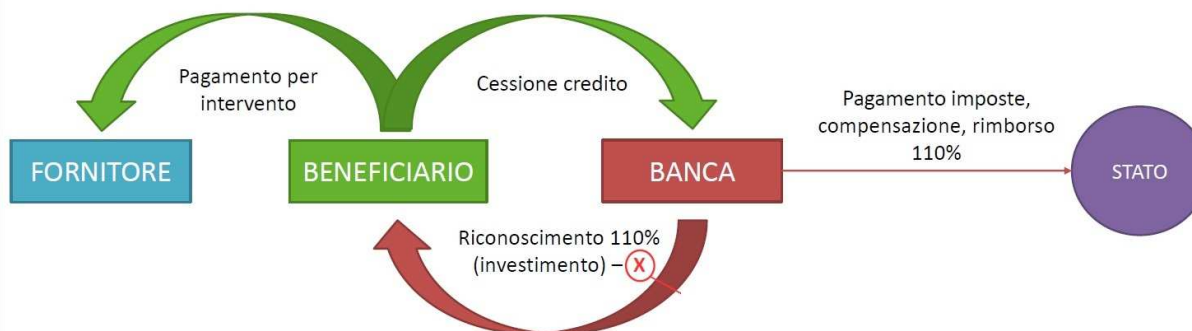 Pagamento per
intervento
Cessione credito
Pagamento imposte,
compensazione, rimborso
110%
FORNITORE
BENEFICIARIO
BANCA
STATO
Riconoscimento 110%
(investimento) – X